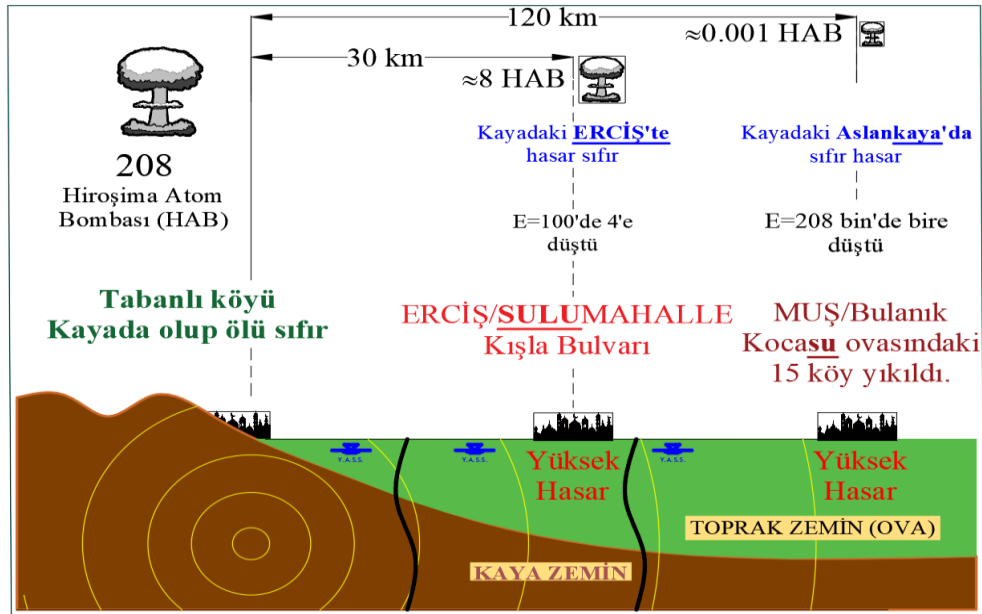 120 km
≈0.001 HAB
30 km
≈8 HAB
208
Hiroşima Atom
Bombası (HAB)
Kayadaki ERCİŞ'te
hasar sıfır
Kayadaki Aslankaya'da
sıfır hasar
E=100'de 4'e
düştü
E=208 bin'de bire
düştü
Tabanlı köyü
Kayada olup ölü sıfır
ERCİŞ/SULUMAHALLE
Kışla Bulvarı
MUŞ/Bulanık
Kocasu ovasındaki
15 köy yıkıldı.
Y.A.S.S.
Y.A.S.S.
Y.A.S.S.
Yüksek
Hasar
Yüksek
Hasar
TOPRAK ZEMİN (OVA)
KAYA ZEMİN